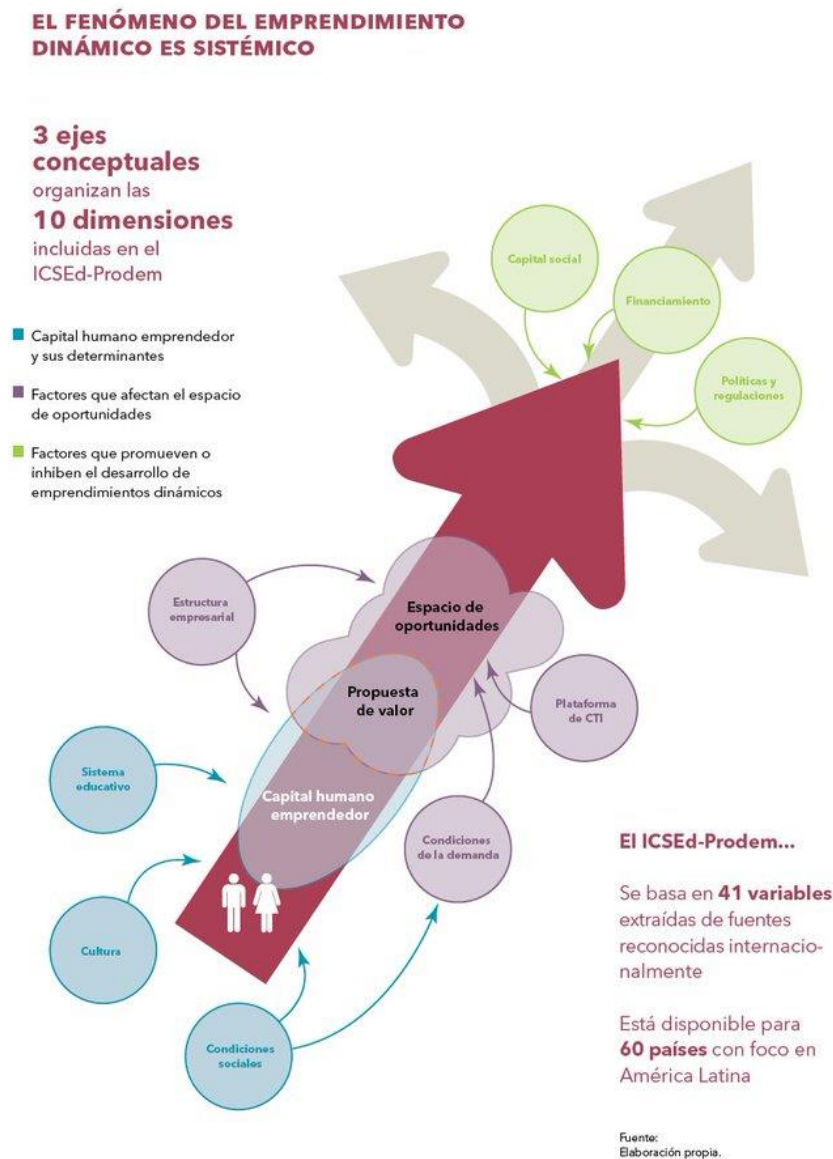 EL FENÓMENO DEL EMPRENDIMIENTO
DINÁMICO ES SISTÉMICO
3 ejes
conceptuales
organizan las
10 dimensiones
incluidas en el
ICSEd-Prodem
Capital humano emprendedor
y sus determinantes
Factores que afectan el espacio
de oportunidades
Factores que promueven o
inhiben el desarrollo de
emprendimientos dinámicos
Capital social
Financiamiento
Políticas y
regulaciones
Estructura
empresarial
Espacio de
oportunidades
Propuesta
de valor
Plataforma
de CTI
Sistema
educativo
Capital humano
emprendedor
Condiciones
de la demanda
Cultura
Condiciones
sociales
El ICSEd-Prodem...
Se basa en 41 variables
extraídas de fuentes
reconocidas internacio-
nalmente
Está disponible para
60 países con foco en
América Latina
Fuente:
Elaboración propia.